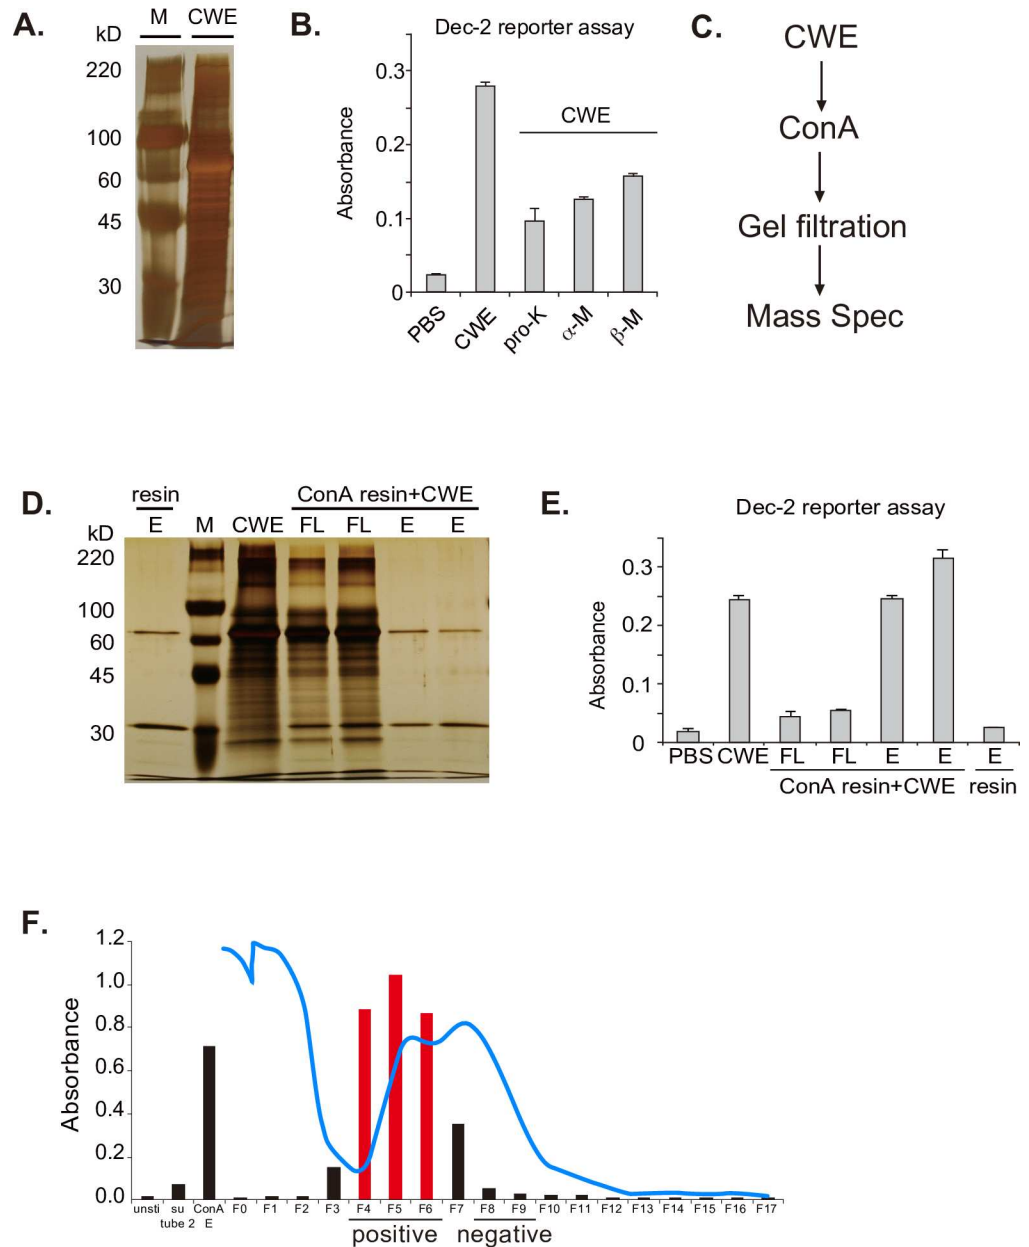 A.
M CWE
kD
220
100
60
45
30
B.
Dec-2 reporter assay
Absorbance
0.3
0.2
0.1
0
CWE
PBS CWE pro-K α-M β-M
C.
CWE
ConA
Gel filtration
Mass Spec
D.
resin ConA resin+CWE
E M CWE FL FL E E
kD
220
100
60
45
30
E.
Dec-2 reporter assay
Absorbance
0.3
0.2
0.1
0
PBS CWE FL FL E E E
ConA resin+CWE resin
F.
Absorbance
1.2
1.0
0.8
0.6
0.4
0.2
0.0
unsti su ConA F0 F1 F2 F3 F4 F5 F6 F7 F8 F9 F10 F11 F12 F13 F14 F15 F16 F17
tube 2 E
positive negative